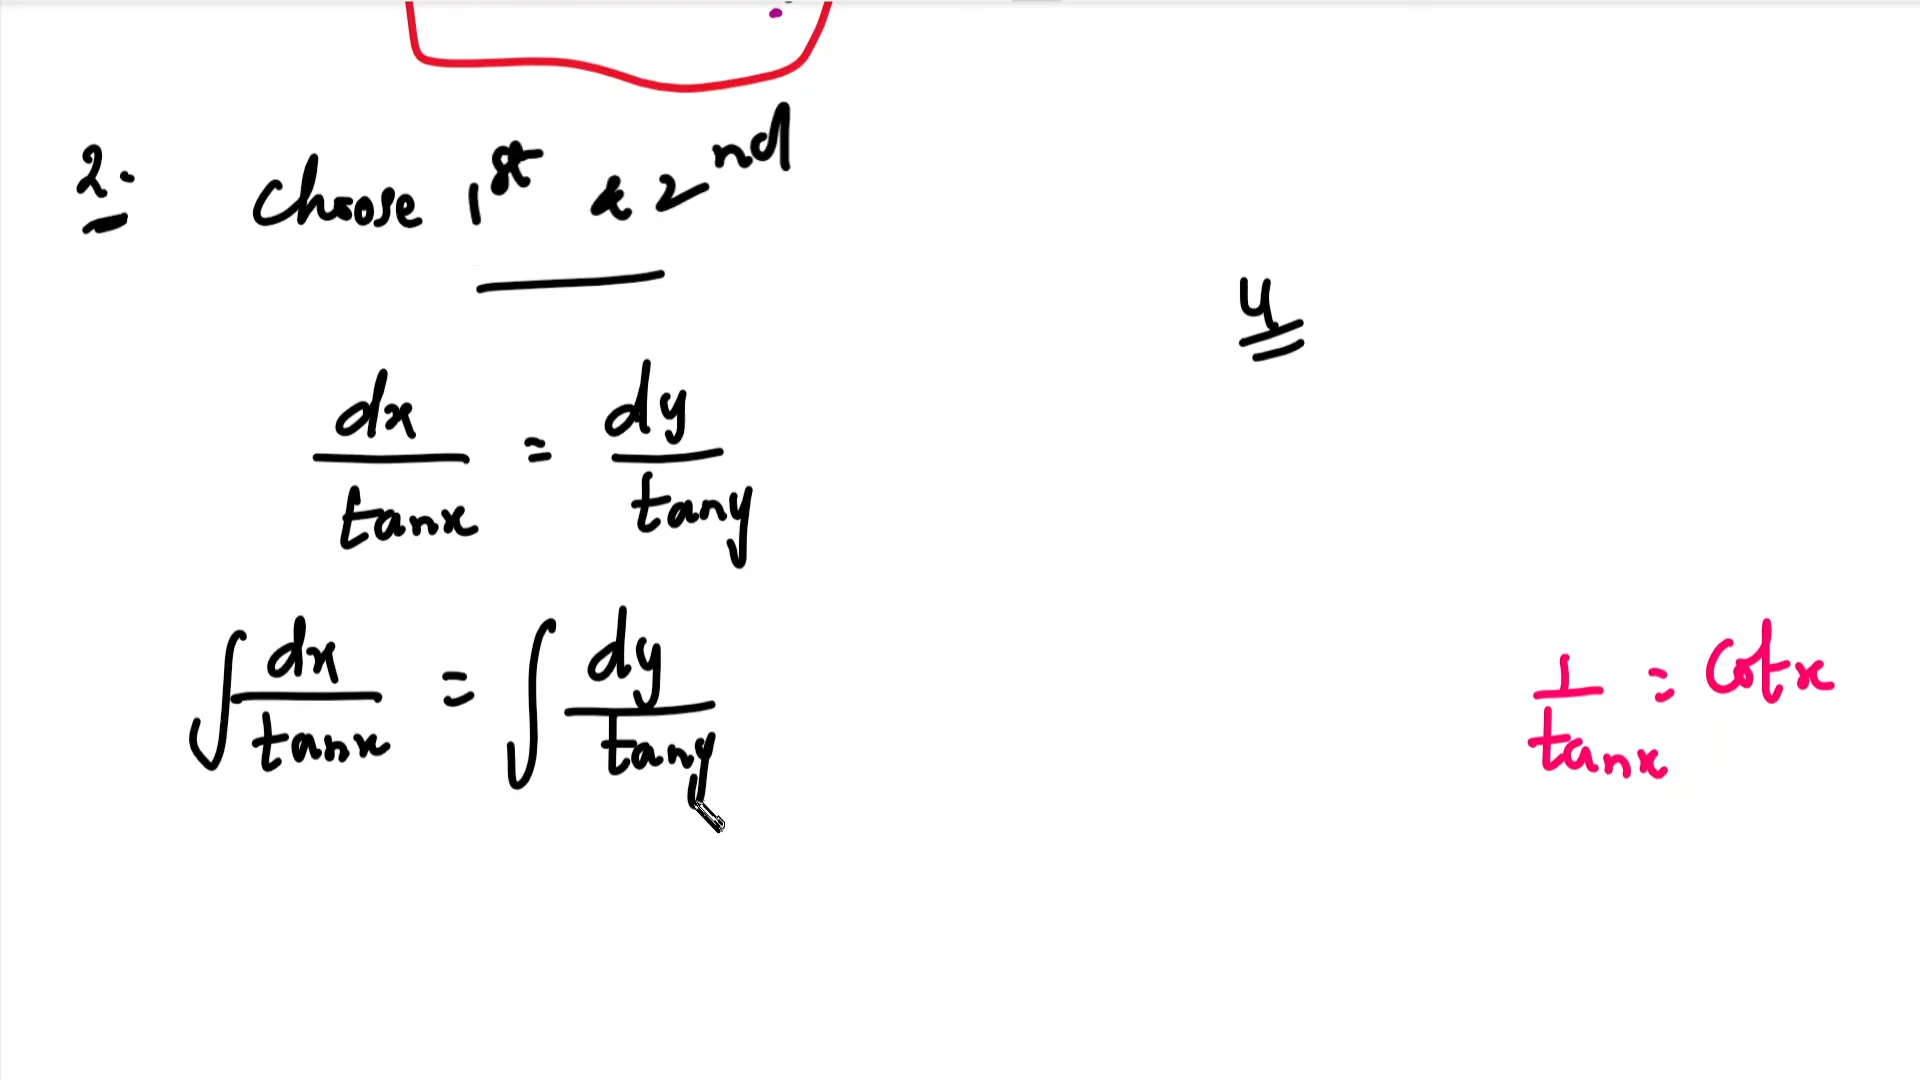 2. Choose 1st & 2nd
u
dx/tanx = dy/tany
∫ dx/tanx = ∫ dy/tany
1/tanx = Cotx